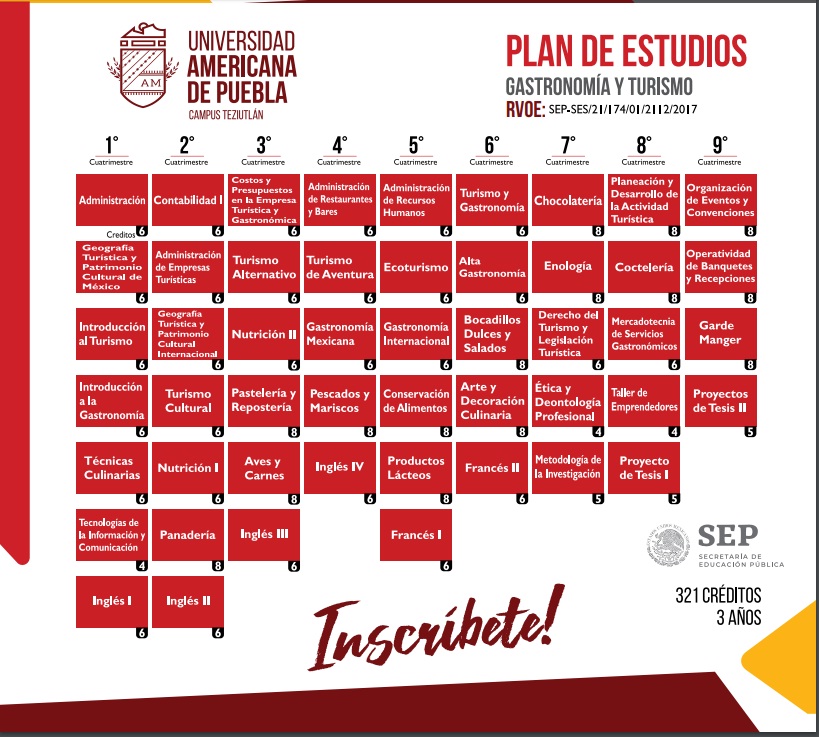 UNIVERSIDAD
AMERICANA
DE PUEBLA
CAMPUS TEZIUTLÁN
AM
PLAN DE ESTUDIOS
GASTRONOMÍA Y TURISMO
RVOE: SEP-SES/21/174/01/2112/2017
1° 2° 3° 4° 5° 6° 7° 8° 9°
Cuatrimestre Cuatrimestre Cuatrimestre Cuatrimestre Cuatrimestre Cuatrimestre Cuatrimestre Cuatrimestre Cuatrimestre
Administración
Creditos 6
Contabilidad I
6
Costos y
Presupuestos
en la Empresa
Turística y
Gastronómica
6
Administración
de Restaurantes
y Bares
6
Administración
de Recursos
Humanos
6
Turismo y
Gastronomía
6
Chocolatería
8
Planeación y
Desarrollo de
la Actividad
Turística
8
Organización
de Eventos y
Convenciones
8
Geografía
Turística y
Patrimonio
Cultural de
México
6
Administración
de Empresas
Turísticas
6
Turismo
Alternativo
6
Turismo
de Aventura
6
Ecoturismo
6
Alta
Gastronomía
6
Enología
8
Coctelería
8
Operatividad
de Banquetes
y Recepciones
8
Introducción
al Turismo
6
Geografía
Turística y
Patrimonio
Cultural
Internacional
6
Nutrición II
6
Gastronomía
Mexicana
6
Gastronomía
Internacional
6
Bocadillos
Dulces y
Salados
8
Derecho del
Turismo y
Legislación
Turística
6
Mercadotecnia
de Servicios
Gastronómicos
6
Garde
Manger
8
Introducción
a la
Gastronomía
6
Turismo
Cultural
6
Pastelería y
Repostería
8
Pescados y
Mariscos
8
Conservación
de Alimentos
8
Arte y
Decoración
Culinaria
8
Ética y
Deontología
Profesional
4
Taller de
Emprendedores
4
Proyectos
de Tesis II
5
Técnicas
Culinarias
6
Nutrición I
6
Aves y
Carnes
8
Inglés IV
6
Productos
Lácteos
8
Francés II
6
Metodología de
la Investigación
5
Proyecto
de Tesis I
5
Tecnologías de
la Información y
Comunicación
4
Panadería
8
Inglés III
6
Francés I
6
Inglés I
6
Inglés II
6
SEP
SECRETARÍA DE
EDUCACIÓN PÚBLICA
321 CRÉDITOS
3 AÑOS
Inscríbete!